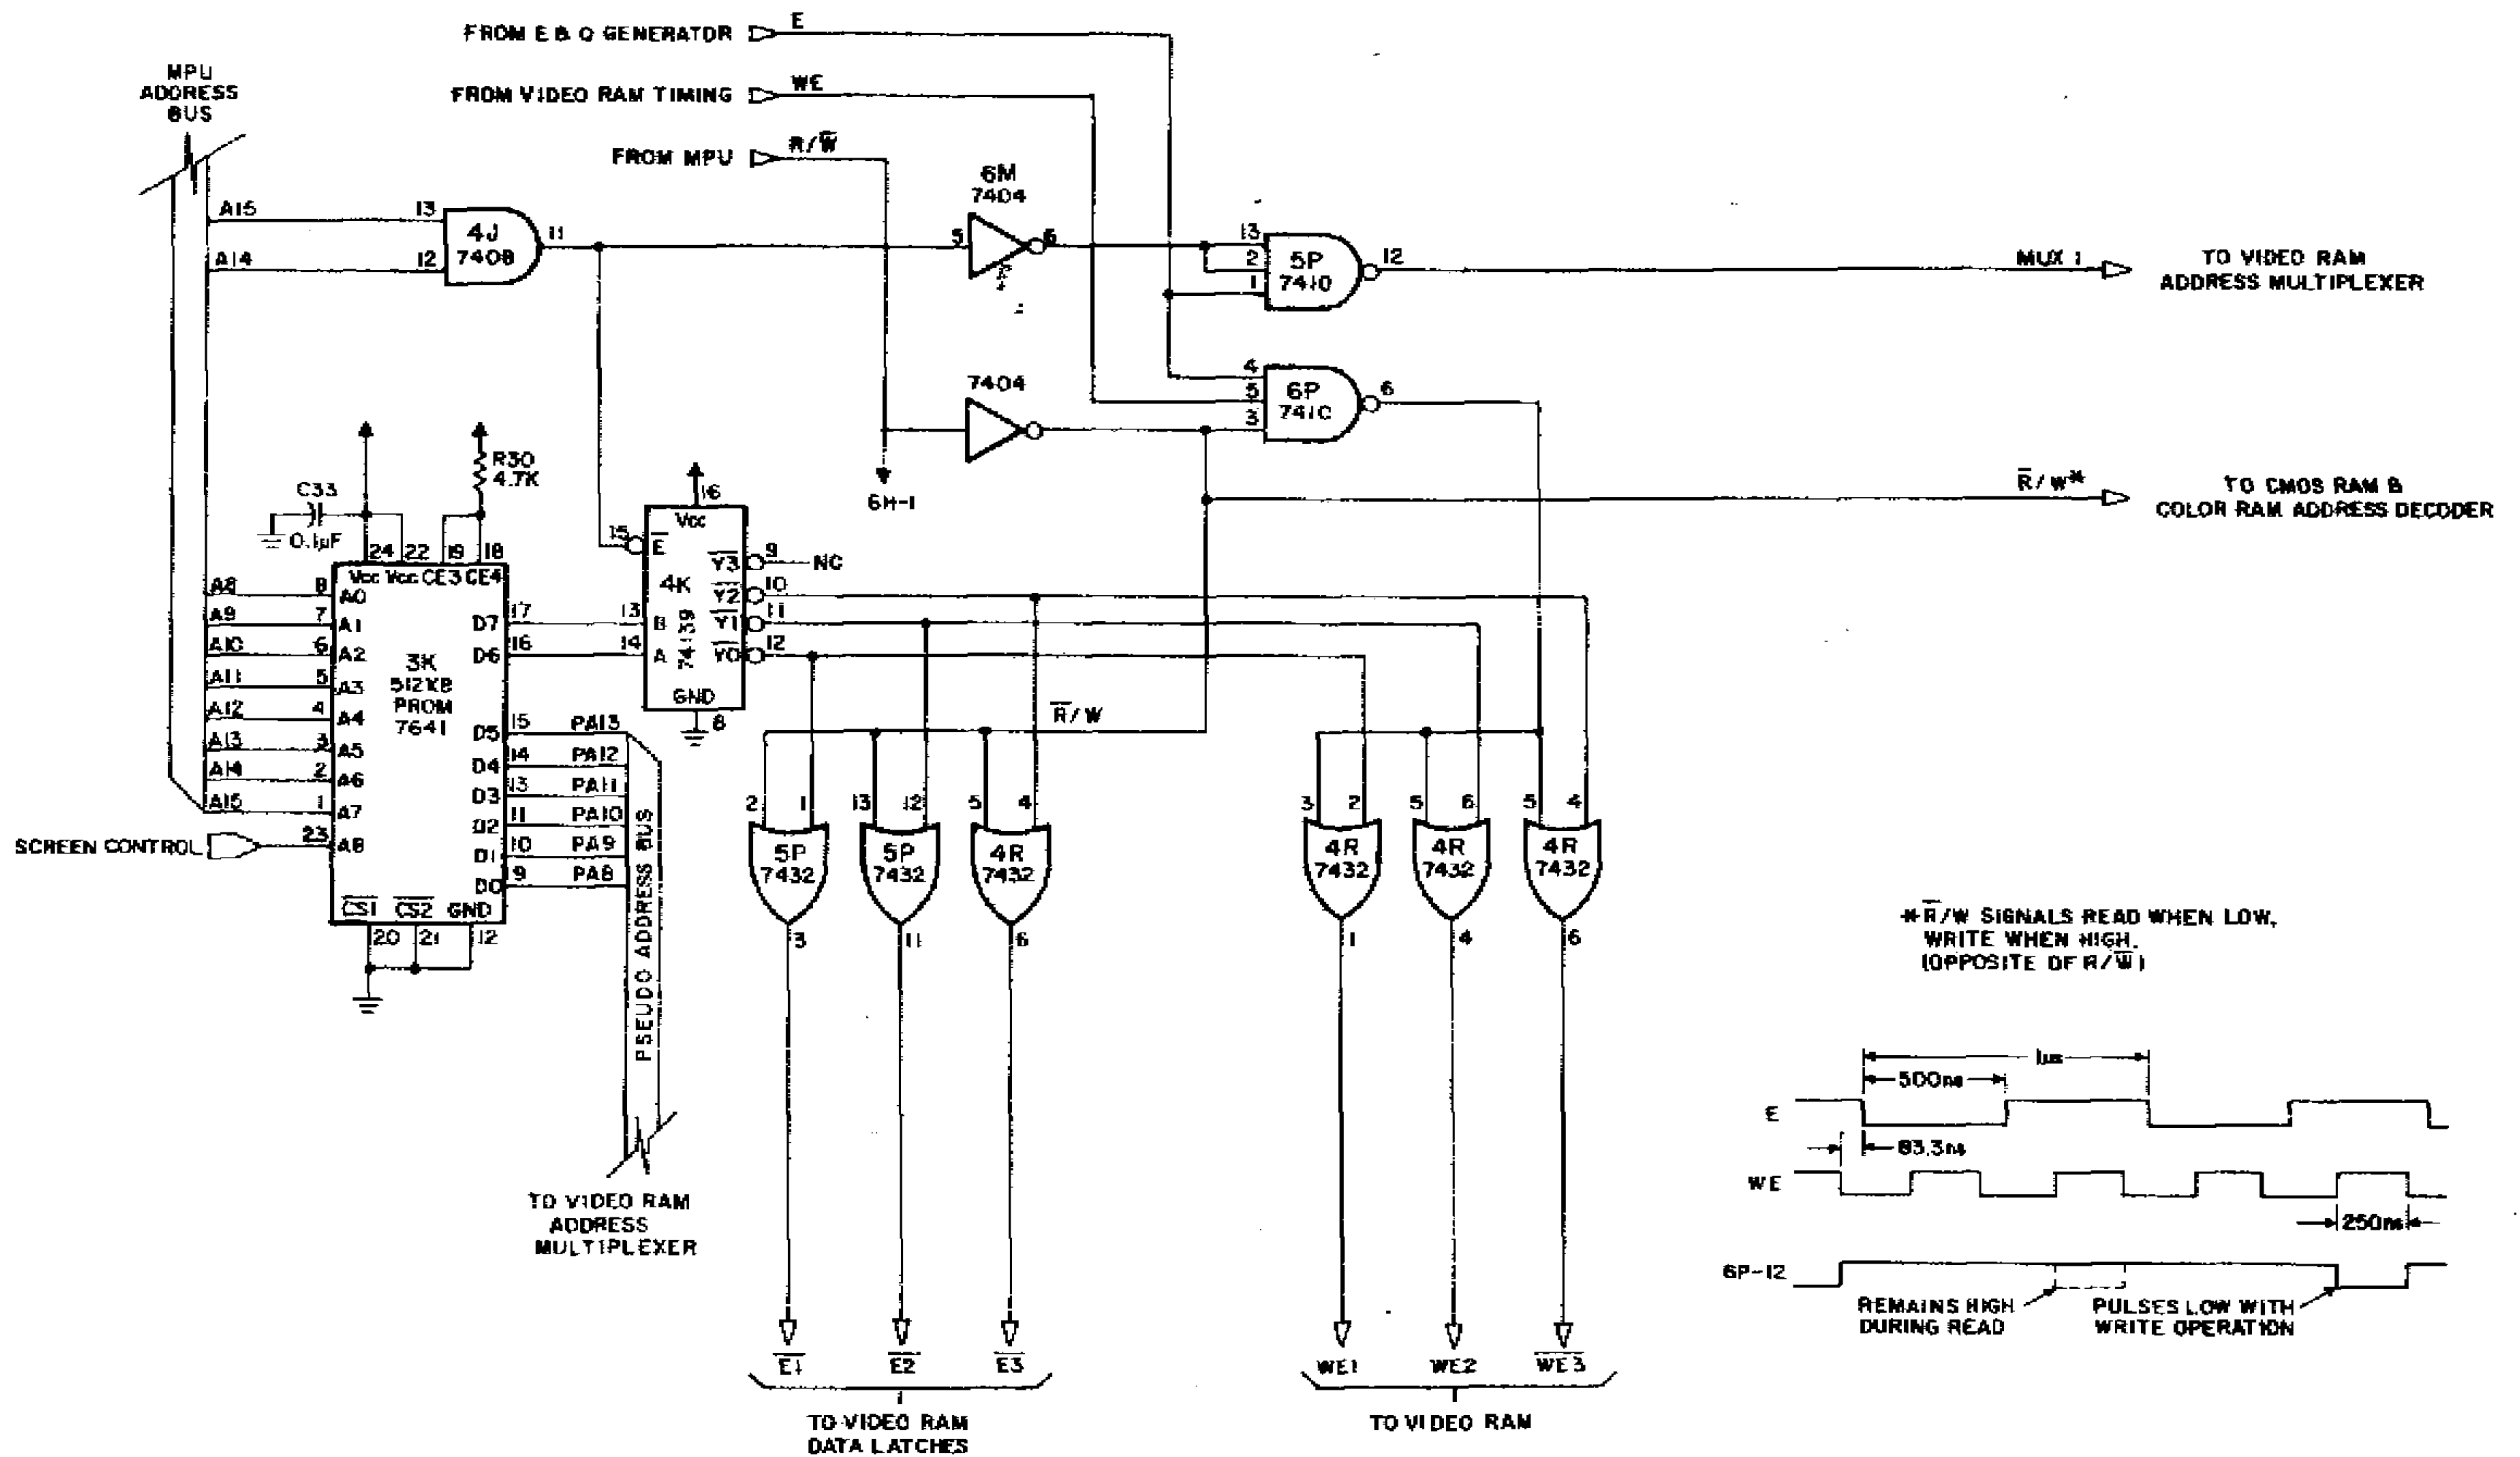 FROM E & Q GENERATOR
E
FROM VIDEO RAM TIMING
WE
FROM MPU
R/W̅
MPU
ADDRESS
BUS
A15
13
A14
12
4J
7408
11
5
6M
7404
6
13
2
1
5P
7410
12
MUX 1
TO VIDEO RAM
ADDRESS MULTIPLEXER
7404
4
5
3
6P
7410
6
6H-1
R̅/W*
TO CMOS RAM &
COLOR RAM ADDRESS DECODER
C33
0.1µF
R30
4.7K
24 22 19 18
Vcc Vcc CE3 CE4
A8 8 A0
A9 7 A1
A10 6 A2
A11 5 A3
A12 4 A4
A13 3 A5
A14 2 A6
A15 1 A7
SCREEN CONTROL
23 A8
3K
512X8
PROM
7641
D7 17
D6 16
D5 15 PA13
D4 14 PA12
D3 13 PA11
D2 11 PA10
D1 10 PA9
D0 9 PA8
C̅S̅1̅ C̅S̅2̅ GND
20 21 12
PSEUDO ADDRESS BUS
TO VIDEO RAM
ADDRESS
MULTIPLEXER
16
Vcc
15 E̅
13 B
14 A
4K
74139
Y̅3̅ 9 NC
Y̅2̅ 10
Y̅1̅ 11
Y̅0̅ 12
GND
8
R̅/W
2 1
5P
7432
3
13 12
5P
7432
11
5 4
4R
7432
6
3 2
4R
7432
1
5 6
4R
7432
4
5 4
4R
7432
6
E̅1̅ E̅2̅ E̅3̅
TO VIDEO RAM
DATA LATCHES
WE1 WE2 W̅E̅3̅
TO VIDEO RAM
*R̅/W SIGNALS READ WHEN LOW,
WRITE WHEN HIGH.
(OPPOSITE OF R/W̅)
1µs
500ns
E
83.3ns
WE
250ns
6P-12
REMAINS HIGH
DURING READ
PULSES LOW WITH
WRITE OPERATION